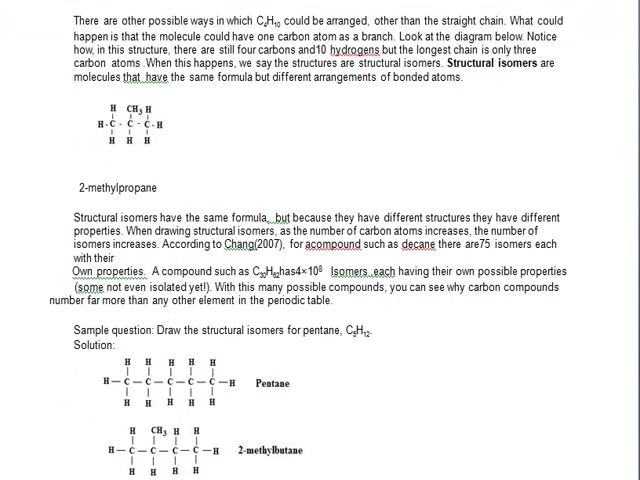 There are other possible ways in which C₄H₁₀ could be arranged, other than the straight chain. What could
happen is that the molecule could have one carbon atom as a branch. Look at the diagram below. Notice
how, in this structure, there are still four carbons and10 hydrogens but the longest chain is only three
carbon atoms .When this happens, we say the structures are structural isomers. Structural isomers are
molecules that have the same formula but different arrangements of bonded atoms.
H CH₃ H
H - C - C - C - H
H H H
2-methylpropane
Structural isomers have the same formula, but because they have different structures they have different
properties. When drawing structural isomers, as the number of carbon atoms increases, the number of
isomers increases. According to Chang(2007), for acompound such as decane there are75 isomers each
with their
Own properties. A compound such as C₃₀H₆₂has4×10⁸ Isomers ,each having their own possible properties
(some not even isolated yet!). With this many possible compounds, you can see why carbon compounds
number far more than any other element in the periodic table.
Sample question: Draw the structural isomers for pentane, C₅H₁₂.
Solution:
H H H H H
H — C — C — C — C — C — H Pentane
H H H H H
H CH₃ H H
H — C — C — C — C — H 2-methylbutane
H H H H